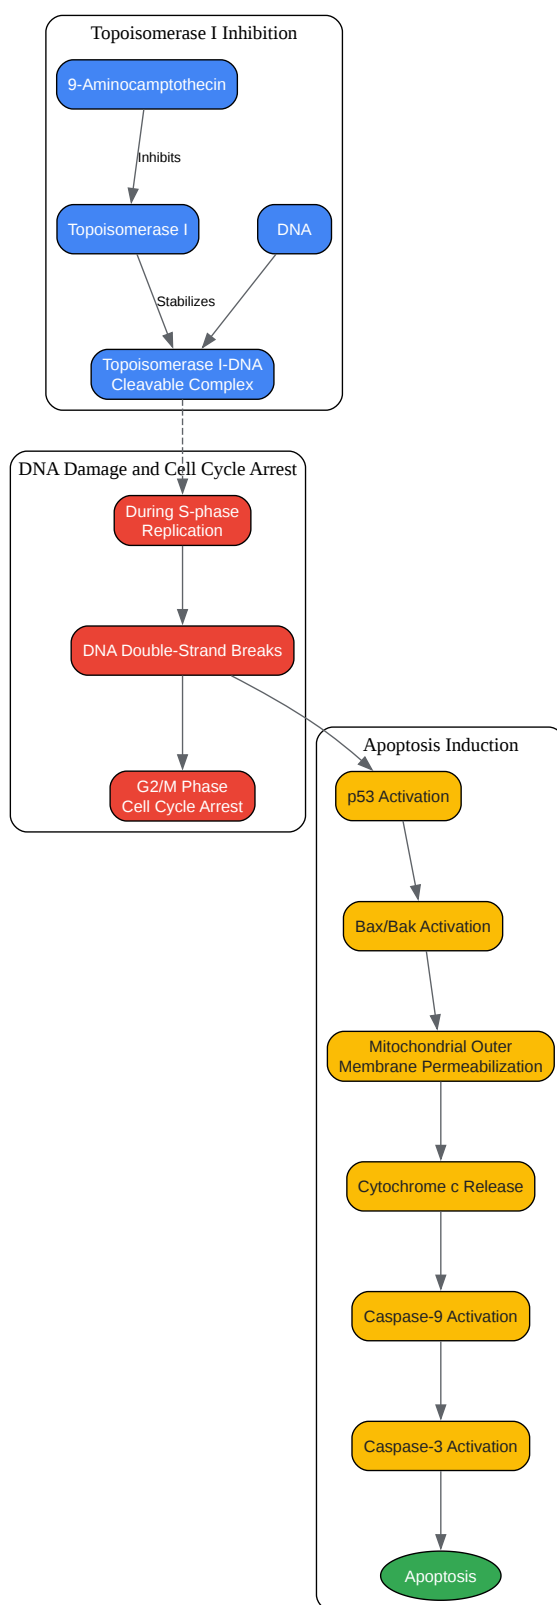 Topoisomerase I Inhibition
9-Aminocamptothecin
Inhibits
Topoisomerase I
DNA
Stabilizes
Topoisomerase I-DNA
Cleavable Complex
DNA Damage and Cell Cycle Arrest
During S-phase
Replication
DNA Double-Strand Breaks
G2/M Phase
Cell Cycle Arrest
Apoptosis Induction
p53 Activation
Bax/Bak Activation
Mitochondrial Outer
Membrane Permeabilization
Cytochrome c Release
Caspase-9 Activation
Caspase-3 Activation
Apoptosis